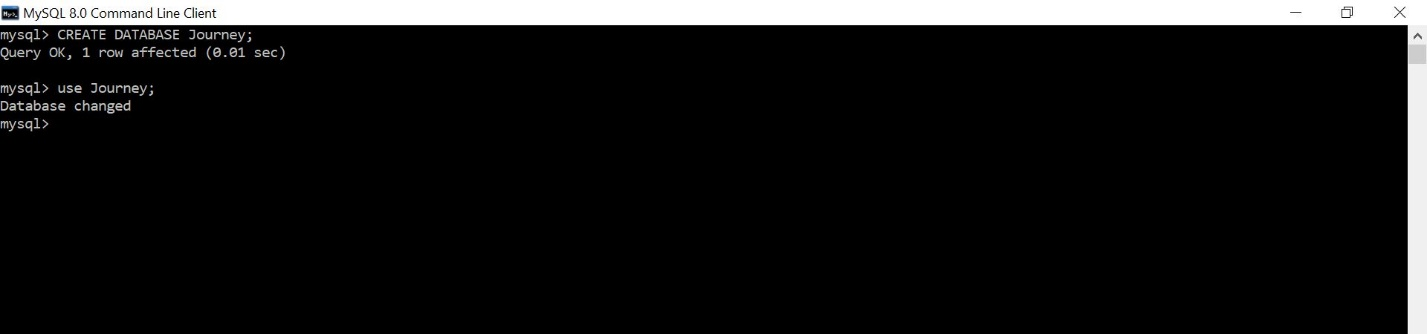 MySQL 8.0 Command Line Client
mysql> CREATE DATABASE Journey;
Query OK, 1 row affected (0.01 sec)
mysql> use Journey;
Database changed
mysql>